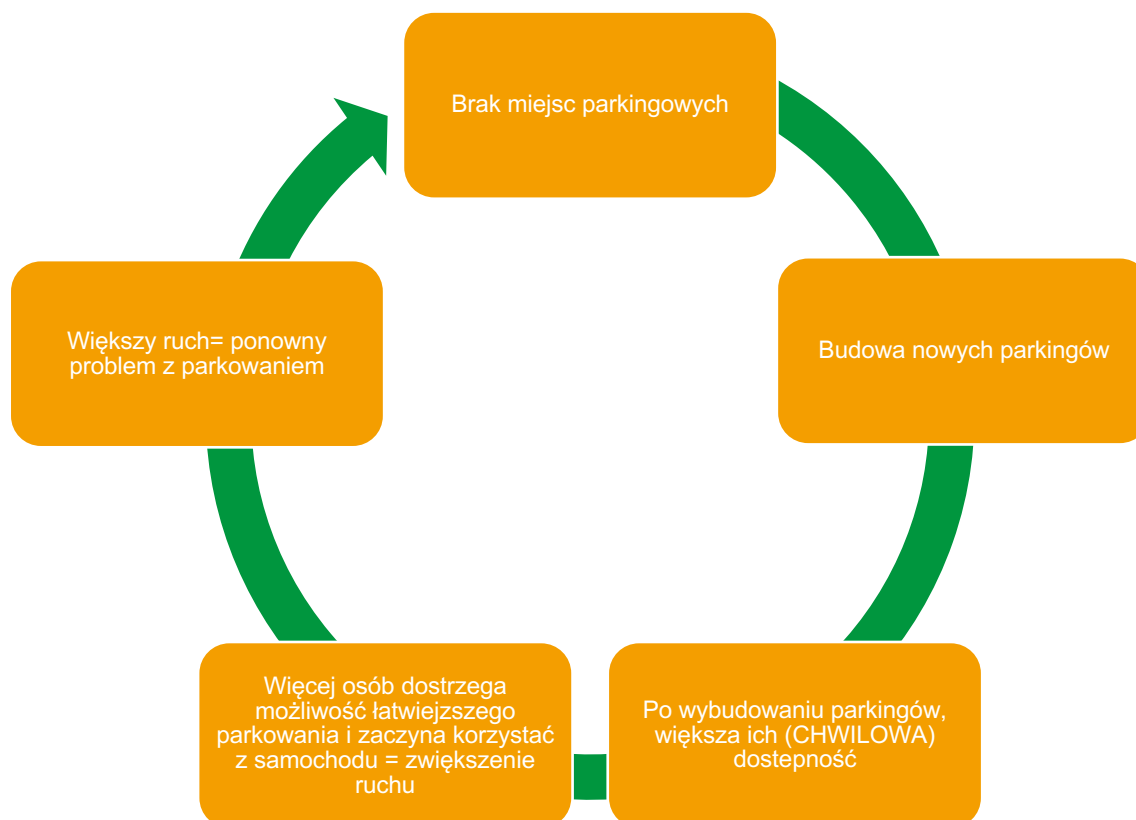 Brak miejsc parkingowych
Budowa nowych parkingów
Po wybudowaniu parkingów,
większa ich (CHWILOWA)
dostepność
Więcej osób dostrzega
możliwość łatwiejzszego
parkowania i zaczyna korzystać
z samochodu = zwiększenie
ruchu
Większy ruch= ponowny
problem z parkowaniem